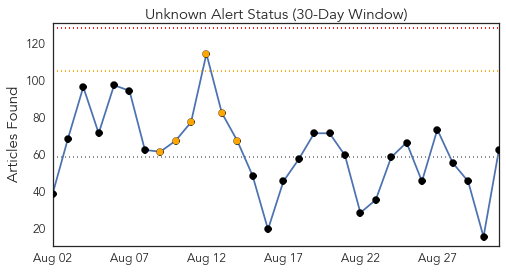 Unknown Alert Status (30-Day Window)
Articles Found
120
100
80
60
40
20
Aug 02 Aug 07 Aug 12 Aug 17 Aug 22 Aug 27